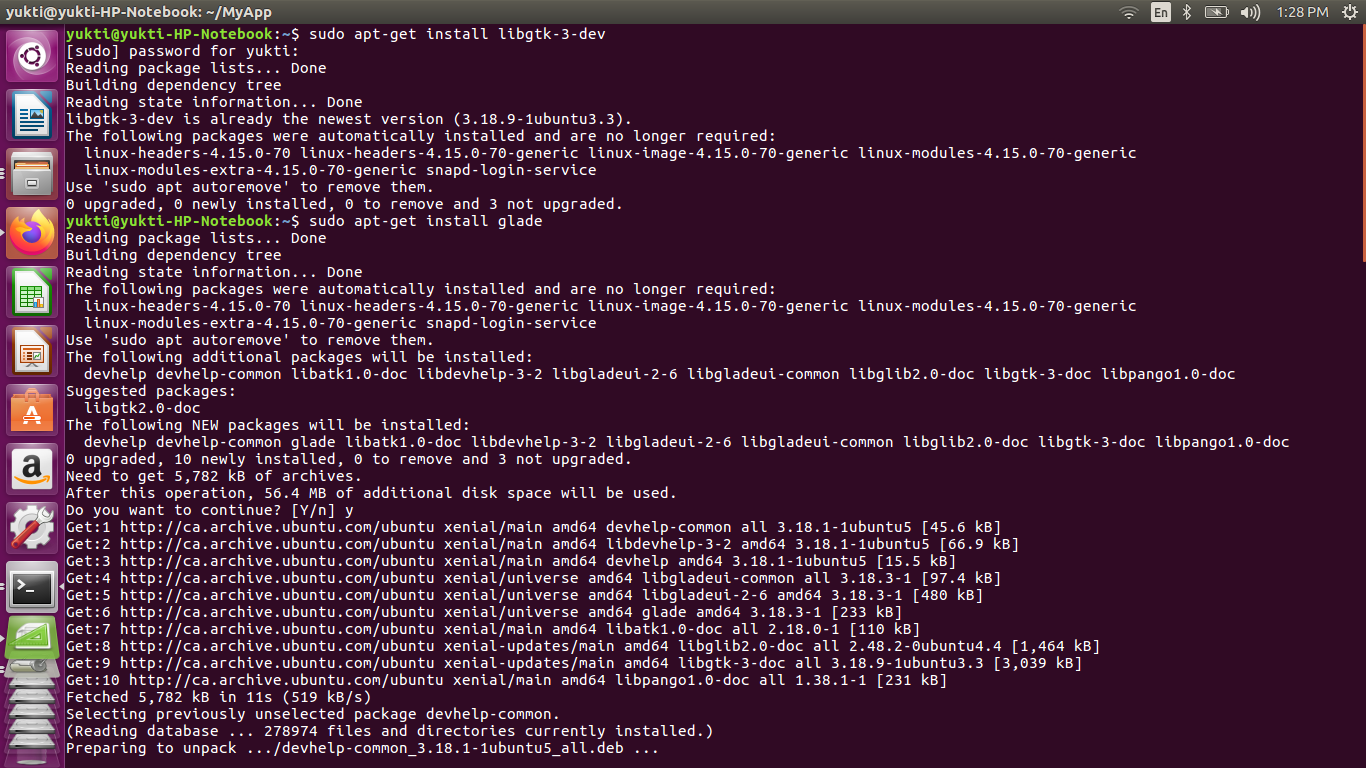 yukti@yukti-HP-Notebook: ~/MyApp
En
1:28 PM
yukti@yukti-HP-Notebook:~$ sudo apt-get install libgtk-3-dev
[sudo] password for yukti:
Reading package lists... Done
Building dependency tree
Reading state information... Done
libgtk-3-dev is already the newest version (3.18.9-1ubuntu3.3).
The following packages were automatically installed and are no longer required:
  linux-headers-4.15.0-70 linux-headers-4.15.0-70-generic linux-image-4.15.0-70-generic linux-modules-4.15.0-70-generic
  linux-modules-extra-4.15.0-70-generic snapd-login-service
Use 'sudo apt autoremove' to remove them.
0 upgraded, 0 newly installed, 0 to remove and 3 not upgraded.
yukti@yukti-HP-Notebook:~$ sudo apt-get install glade
Reading package lists... Done
Building dependency tree
Reading state information... Done
The following packages were automatically installed and are no longer required:
  linux-headers-4.15.0-70 linux-headers-4.15.0-70-generic linux-image-4.15.0-70-generic linux-modules-4.15.0-70-generic
  linux-modules-extra-4.15.0-70-generic snapd-login-service
Use 'sudo apt autoremove' to remove them.
The following additional packages will be installed:
  devhelp devhelp-common libatk1.0-doc libdevhelp-3-2 libgladeui-2-6 libgladeui-common libglib2.0-doc libgtk-3-doc libpango1.0-doc
Suggested packages:
  libgtk2.0-doc
The following NEW packages will be installed:
  devhelp devhelp-common glade libatk1.0-doc libdevhelp-3-2 libgladeui-2-6 libgladeui-common libglib2.0-doc libgtk-3-doc libpango1.0-doc
0 upgraded, 10 newly installed, 0 to remove and 3 not upgraded.
Need to get 5,782 kB of archives.
After this operation, 56.4 MB of additional disk space will be used.
Do you want to continue? [Y/n] y
Get:1 http://ca.archive.ubuntu.com/ubuntu xenial/main amd64 devhelp-common all 3.18.1-1ubuntu5 [45.6 kB]
Get:2 http://ca.archive.ubuntu.com/ubuntu xenial/main amd64 libdevhelp-3-2 amd64 3.18.1-1ubuntu5 [66.9 kB]
Get:3 http://ca.archive.ubuntu.com/ubuntu xenial/main amd64 devhelp amd64 3.18.1-1ubuntu5 [15.5 kB]
Get:4 http://ca.archive.ubuntu.com/ubuntu xenial/universe amd64 libgladeui-common all 3.18.3-1 [97.4 kB]
Get:5 http://ca.archive.ubuntu.com/ubuntu xenial/universe amd64 libgladeui-2-6 amd64 3.18.3-1 [480 kB]
Get:6 http://ca.archive.ubuntu.com/ubuntu xenial/universe amd64 glade amd64 3.18.3-1 [233 kB]
Get:7 http://ca.archive.ubuntu.com/ubuntu xenial/main amd64 libatk1.0-doc all 2.18.0-1 [110 kB]
Get:8 http://ca.archive.ubuntu.com/ubuntu xenial-updates/main amd64 libglib2.0-doc all 2.48.2-0ubuntu4.4 [1,464 kB]
Get:9 http://ca.archive.ubuntu.com/ubuntu xenial-updates/main amd64 libgtk-3-doc all 3.18.9-1ubuntu3.3 [3,039 kB]
Get:10 http://ca.archive.ubuntu.com/ubuntu xenial/main amd64 libpango1.0-doc all 1.38.1-1 [231 kB]
Fetched 5,782 kB in 11s (519 kB/s)
Selecting previously unselected package devhelp-common.
(Reading database ... 278974 files and directories currently installed.)
Preparing to unpack .../devhelp-common_3.18.1-1ubuntu5_all.deb ...